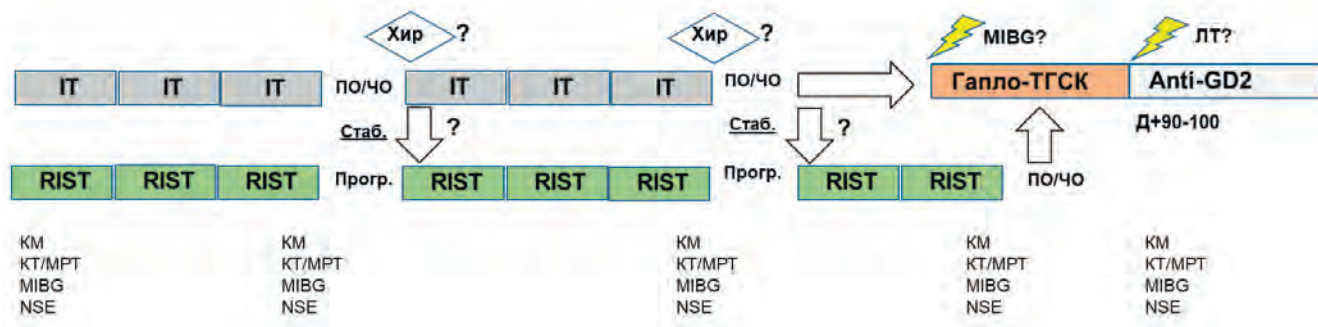 Хир ?
Хир ?
MIBG?
ЛТ?
IT IT IT ПО/ЧО IT IT IT ПО/ЧО Гапло-ТГСК Anti-GD2
Стаб. ?
Стаб. ?
Д+90-100
RIST RIST RIST Прогр. RIST RIST RIST Прогр. RIST RIST ПО/ЧО
КМ КМ КМ КМ КМ
КТ/МРТ КТ/МРТ КТ/МРТ КТ/МРТ КТ/МРТ
MIBG MIBG MIBG MIBG MIBG
NSE NSE NSE NSE NSE